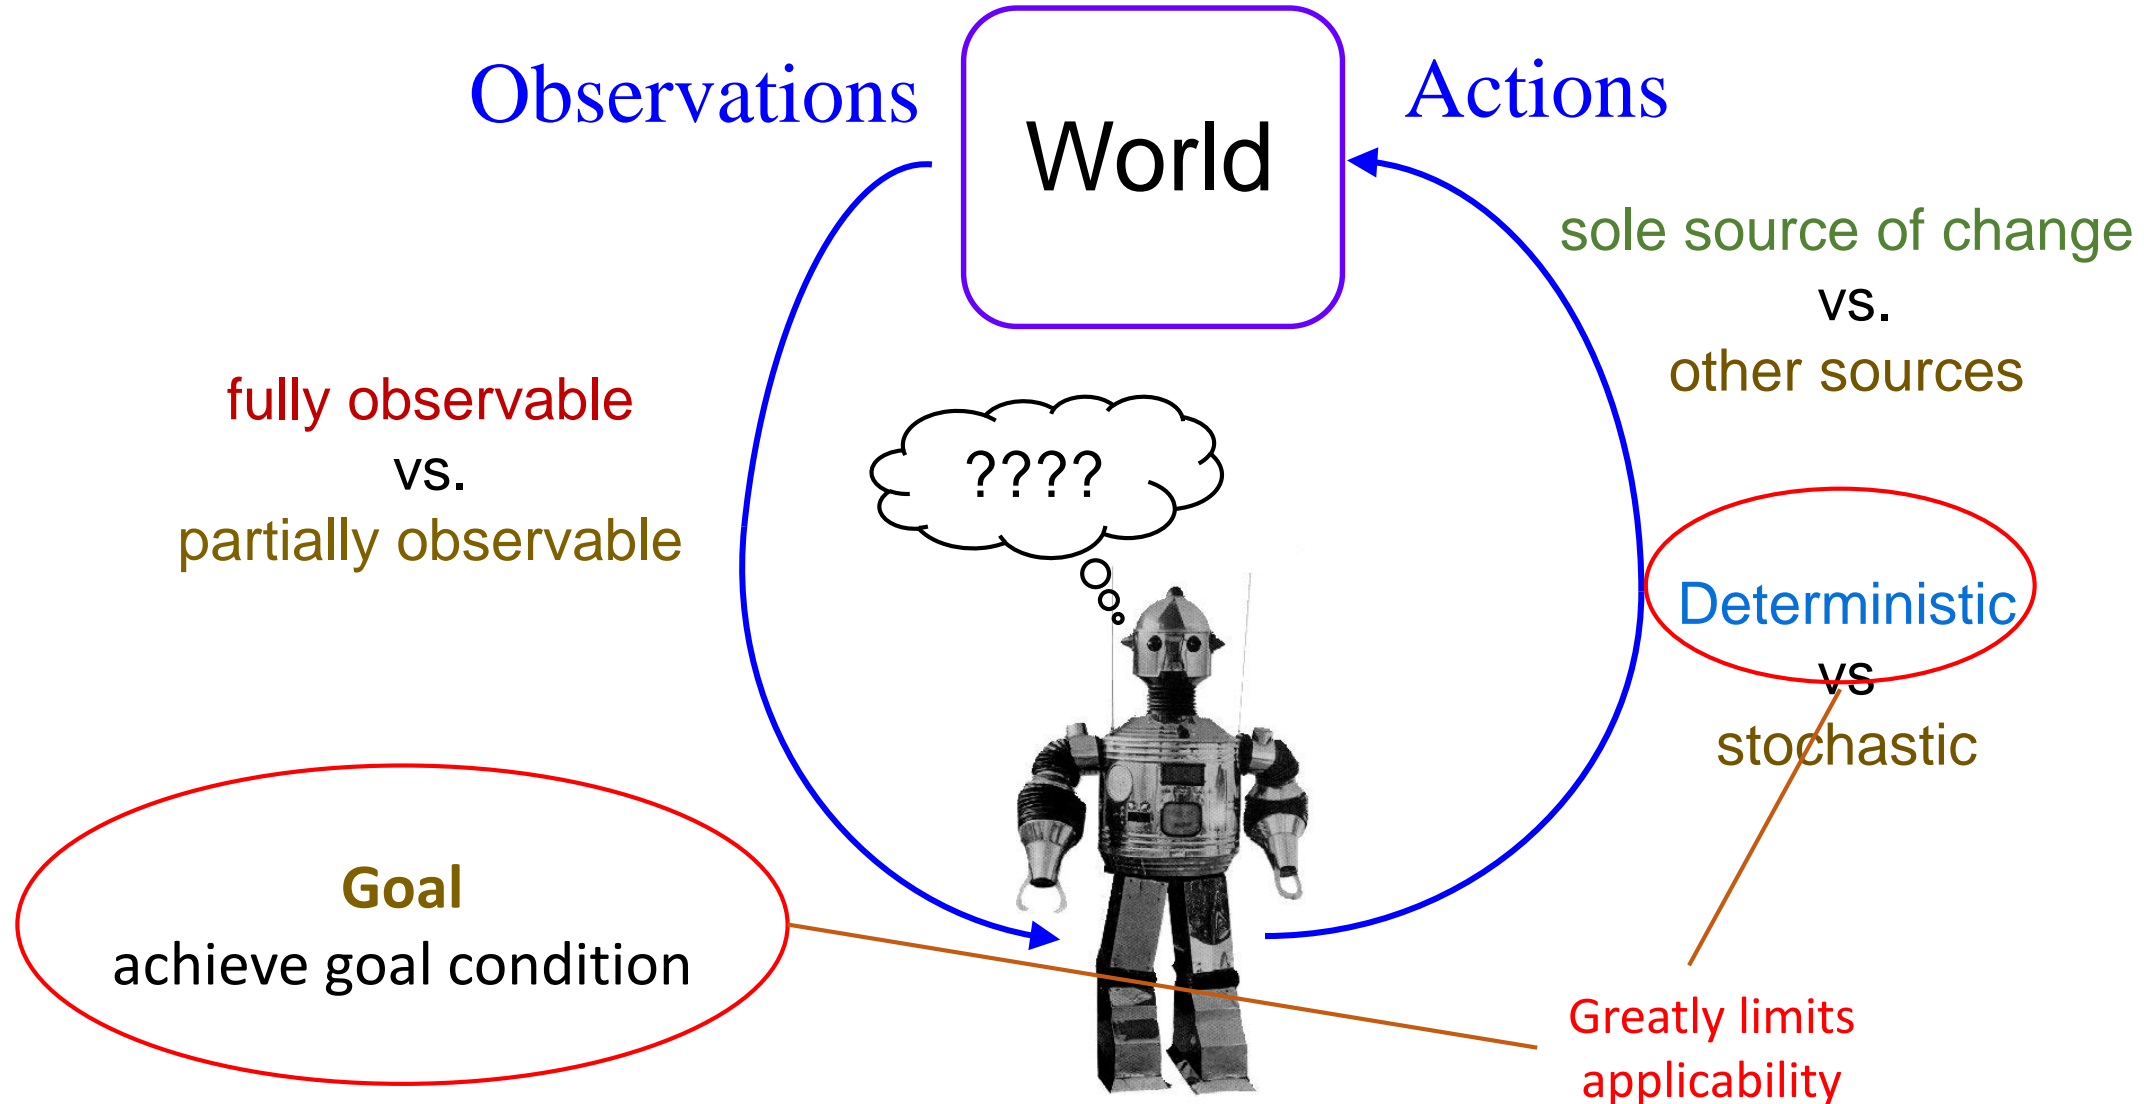 Observations
World
Actions
sole source of change
vs.
other sources
fully observable
vs.
partially observable
????
Deterministic
vs
stochastic
Goal
achieve goal condition
Greatly limits
applicability